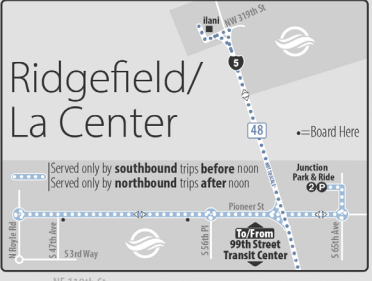 ilani
NW 319th St
5
Ridgefield/
La Center
48
•=Board Here
Served only by southbound trips before noon
Served only by northbound trips after noon
Junction
Park & Ride
2 P
Pioneer St
N Royle Rd
S 47th Ave
S 3rd Way
S 56th Pl
To/From
99th Street
Transit Center
S 65th Ave